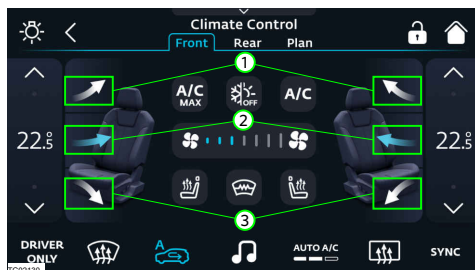 Climate Control
Front Rear Plan
1
A/C MAX
OFF
A/C
2
22.5
22.5
3
DRIVER ONLY
A
AUTO A/C
SYNC